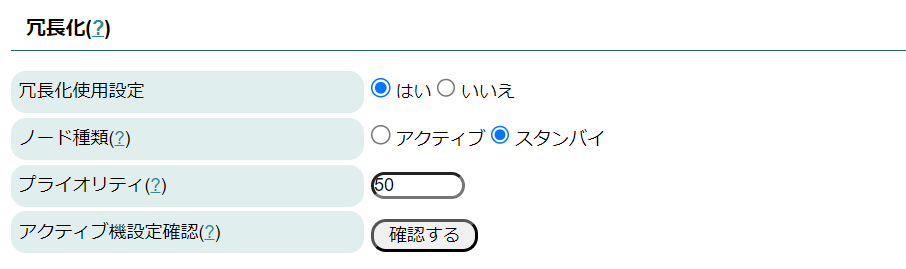 冗長化(?)
冗長化使用設定 はい いいえ
ノード種類(?) アクティブ スタンバイ
プライオリティ(?) 50
アクティブ機設定確認(?) 確認する